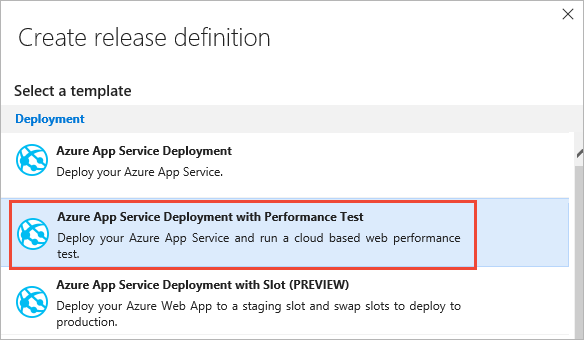 Create release definition
Select a template
Deployment
Azure App Service Deployment
Deploy your Azure App Service.
Azure App Service Deployment with Performance Test
Deploy your Azure App Service and run a cloud based web performance
test.
Azure App Service Deployment with Slot (PREVIEW)
Deploy your Azure Web App to a staging slot and swap slots to deploy to
production.